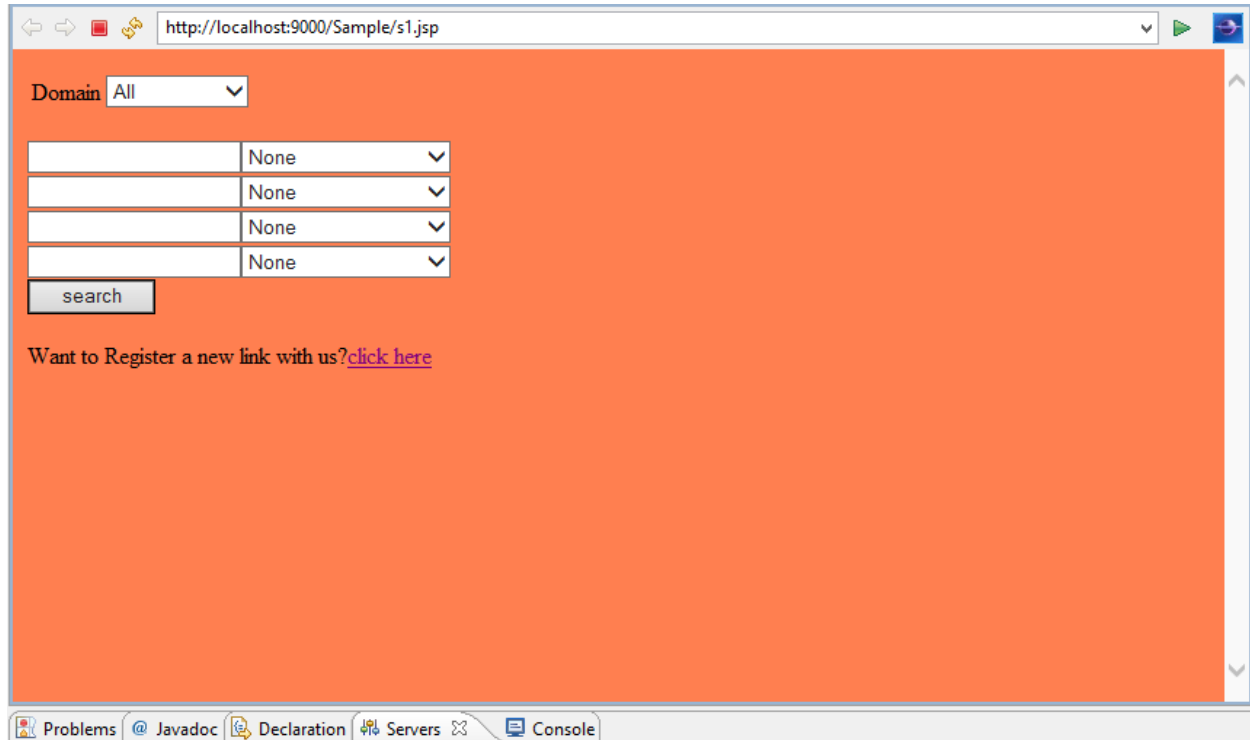 http://localhost:9000/Sample/s1.jsp
Domain All
None
None
None
None
search
Want to Register a new link with us?click here
Problems @ Javadoc Declaration Servers Console